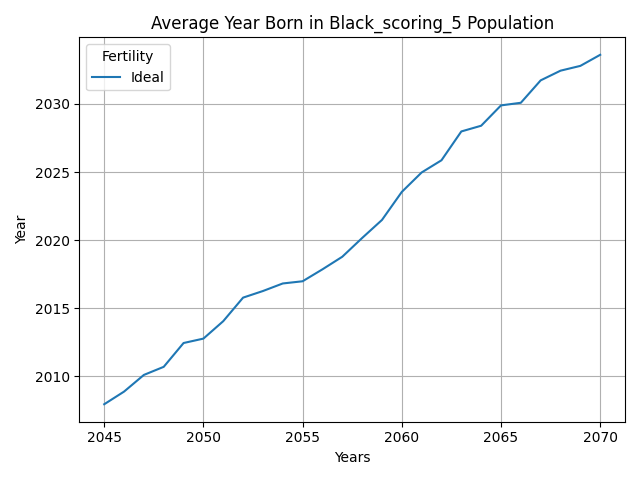 Average Year Born in Black_scoring_5 Population
Fertility
Ideal
Year
2030
2025
2020
2015
2010
2045 2050 2055 2060 2065 2070
Years